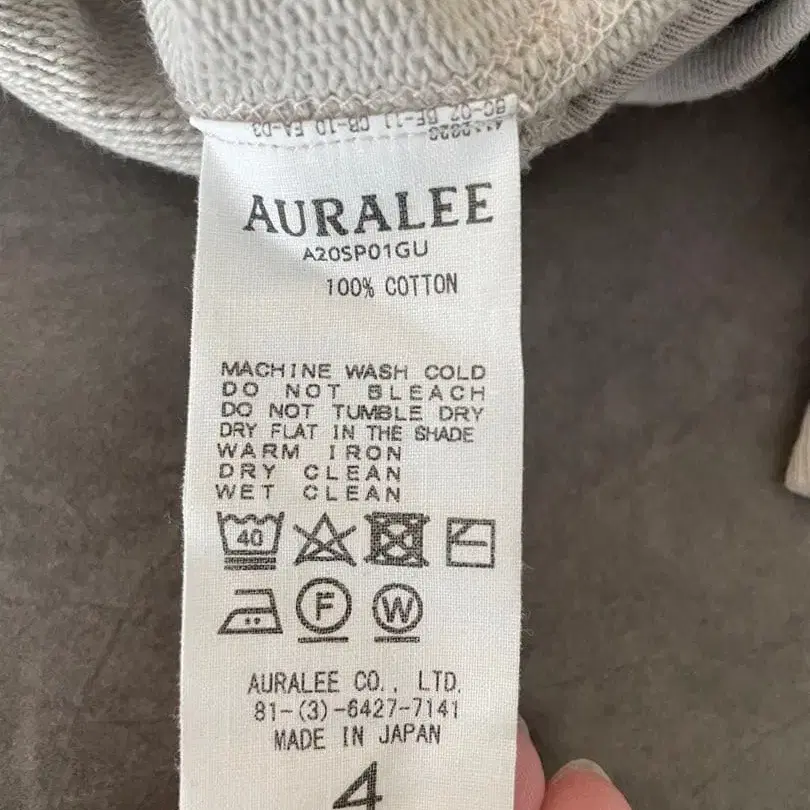 AURALEE
A20SP01GU
100% COTTON
MACHINE WASH COLD
DO NOT BLEACH
DO NOT TUMBLE DRY
DRY FLAT IN THE SHADE
WARM IRON
DRY CLEAN
WET CLEAN
40
F
W
AURALEE CO., LTD.
81-(3)-6427-7141
MADE IN JAPAN
4